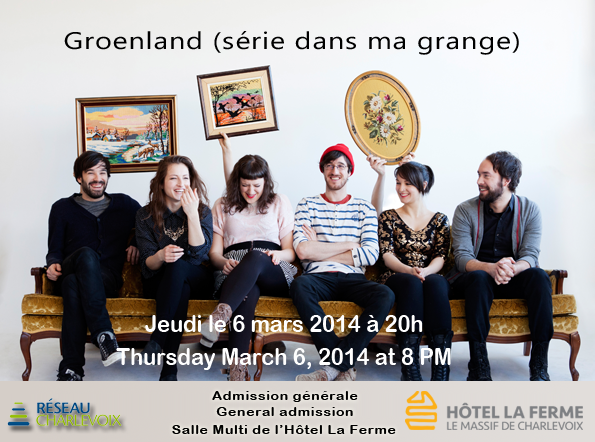 Groenland (série dans ma grange)
Jeudi le 6 mars 2014 à 20h
Thursday March 6, 2014 at 8 PM
Admission générale
General admission
Salle Multi de l'Hôtel La Ferme
RÉSEAU
CHARLEVOIX
HÔTEL LA FERME
LE MASSIF DE CHARLEVOIX